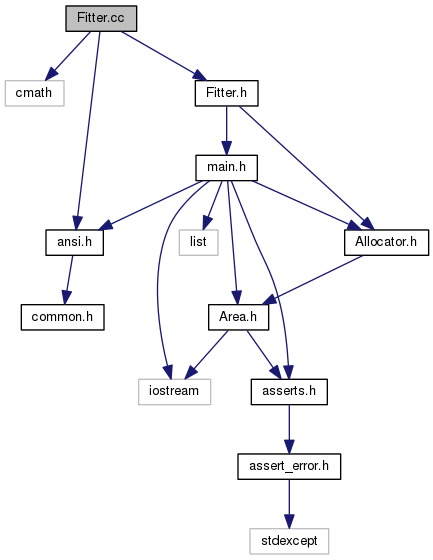 Fitter.cc
cmath
Fitter.h
main.h
ansi.h
list
Allocator.h
common.h
Area.h
iostream
asserts.h
assert_error.h
stdexcept